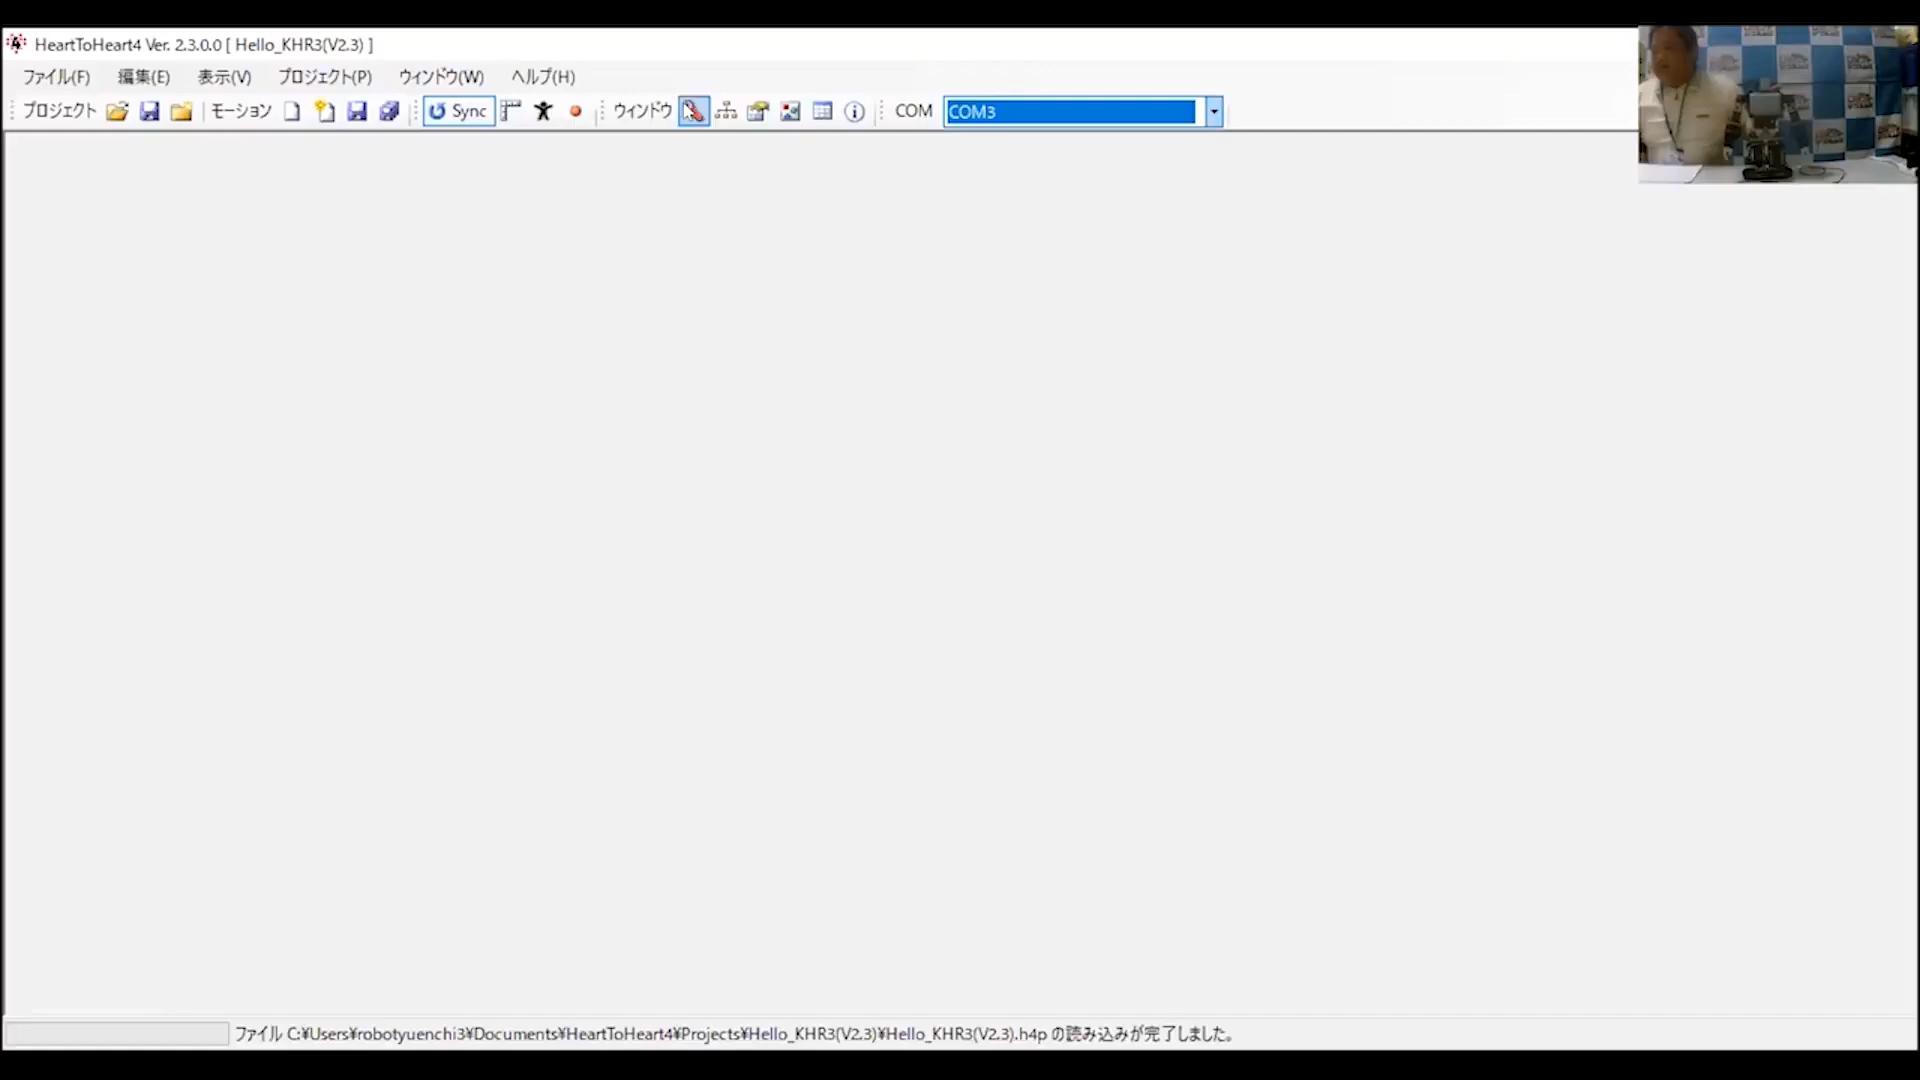 HeartToHeart4 Ver. 2.3.0.0 [ Hello_KHR3(V2.3) ]
ファイル(F) 編集(E) 表示(V) プロジェクト(P) ウィンドウ(W) ヘルプ(H)
プロジェクト モーション Sync ウィンドウ COM COM3
ファイル C:¥Users¥robotyuenchi3¥Documents¥HeartToHeart4¥Projects¥Hello_KHR3(V2.3)¥Hello_KHR3(V2.3).h4p の読み込みが完了しました。